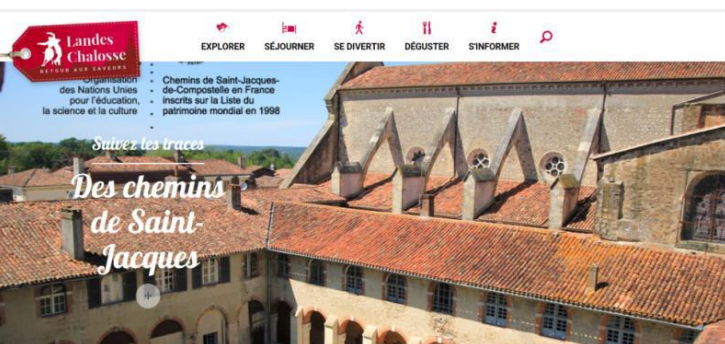 Landes
Chalosse
RETOUR AUX SAVEURS
EXPLORER
SÉJOURNER
SE DIVERTIR
DÉGUSTER
S'INFORMER
Organisation
des Nations Unies
pour l'éducation,
la science et la culture
Chemins de Saint-Jacques-
de-Compostelle en France
inscrits sur la Liste du
patrimoine mondial en 1998
Suivez les traces
Des chemins
de Saint-
Jacques